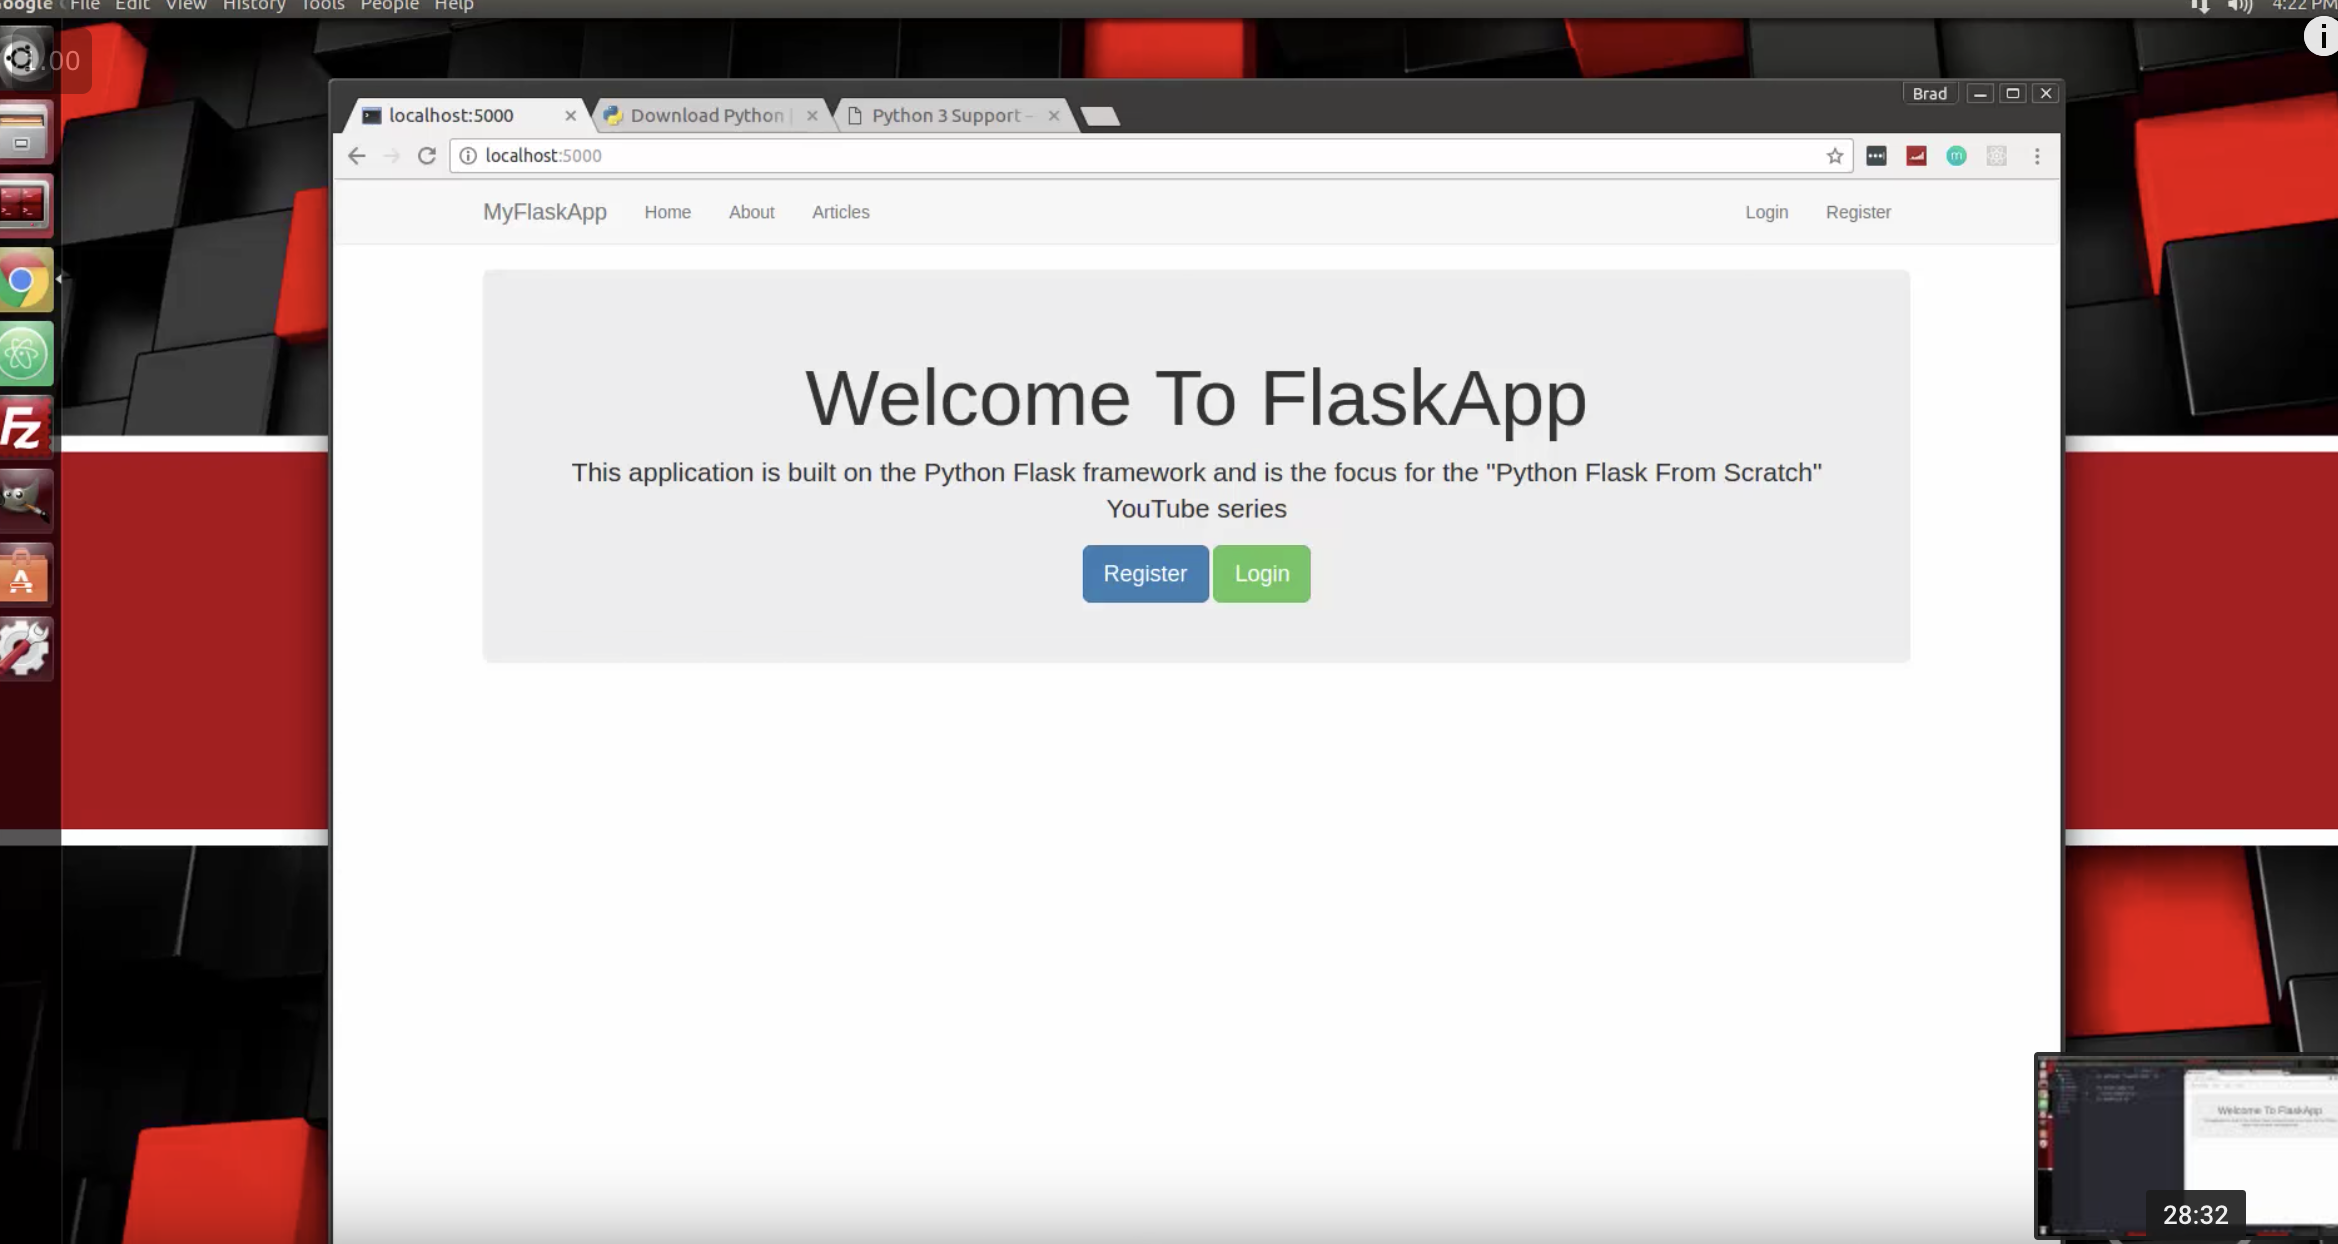 File Edit View History Tools People Help
4:22 PM
1.00
Brad
localhost:5000
Download Python |
Python 3 Support –
localhost:5000
MyFlaskApp Home About Articles Login Register
Welcome To FlaskApp
This application is built on the Python Flask framework and is the focus for the "Python Flask From Scratch"
YouTube series
Register Login
Welcome To FlaskApp
28:32